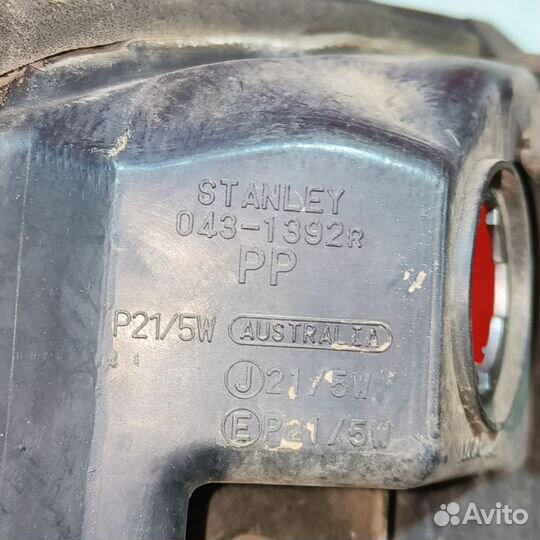 STANLEY
043-1392R
PP
P21/5W AUSTRALIA
J 21/5W
E P21/5W
Avito